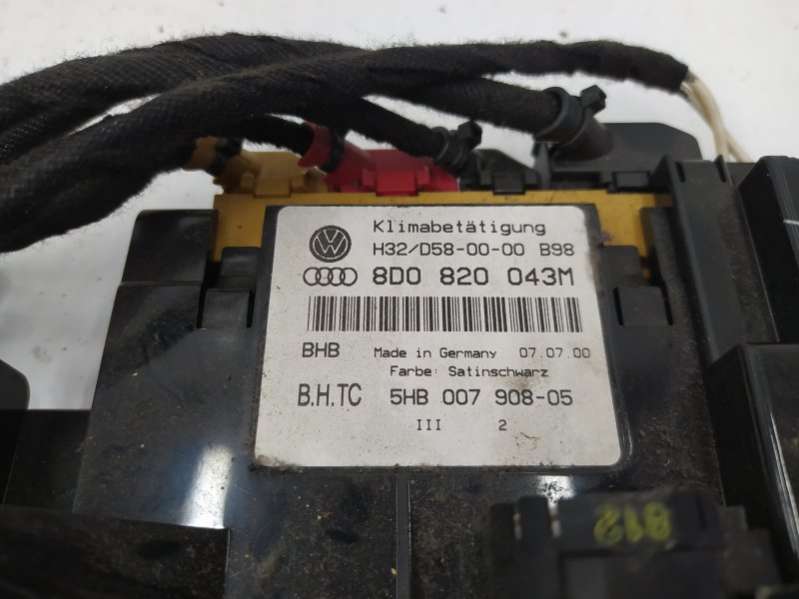 Klimabetätigung
H32/D58-00-00 B98
8D0 820 043M
BHB Made in Germany 07.07.00
Farbe: Satinschwarz
B.H.TC 5HB 007 908-05
III 2
812